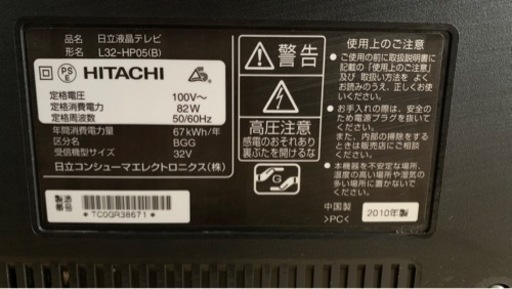 品名 日立液晶テレビ
形名 L32-HP05(B)
PSE HITACHI
定格電圧 100V〜
定格消費電力 82W
定格周波数 50/60Hz
年間消費電力量 67kWh/年
区分名 BGG
受信機型サイズ 32V
日立コンシューマエレクトロニクス(株)
製造番号
* TC0GR38671 *
警告
高圧注意
感電のおそれあり
裏ぶたを開けるな
G
使用上のご注意
● ご使用の前に取扱説明書に
記載の「使用上のご注意」
及び 取扱い方法を よく
お読みのうえ、正しくお使
いください。
● お手入れの際は、安全のた
め電源プラグを抜いてくだ
さい。
また、内部の掃除をすると
きは販売店にご相談くださ
い。
● 本機器を不安定な場所、
温度の高い場所や湿気の
多い場所に置かないでく
ださい。
中国製
>PC<
2010年製